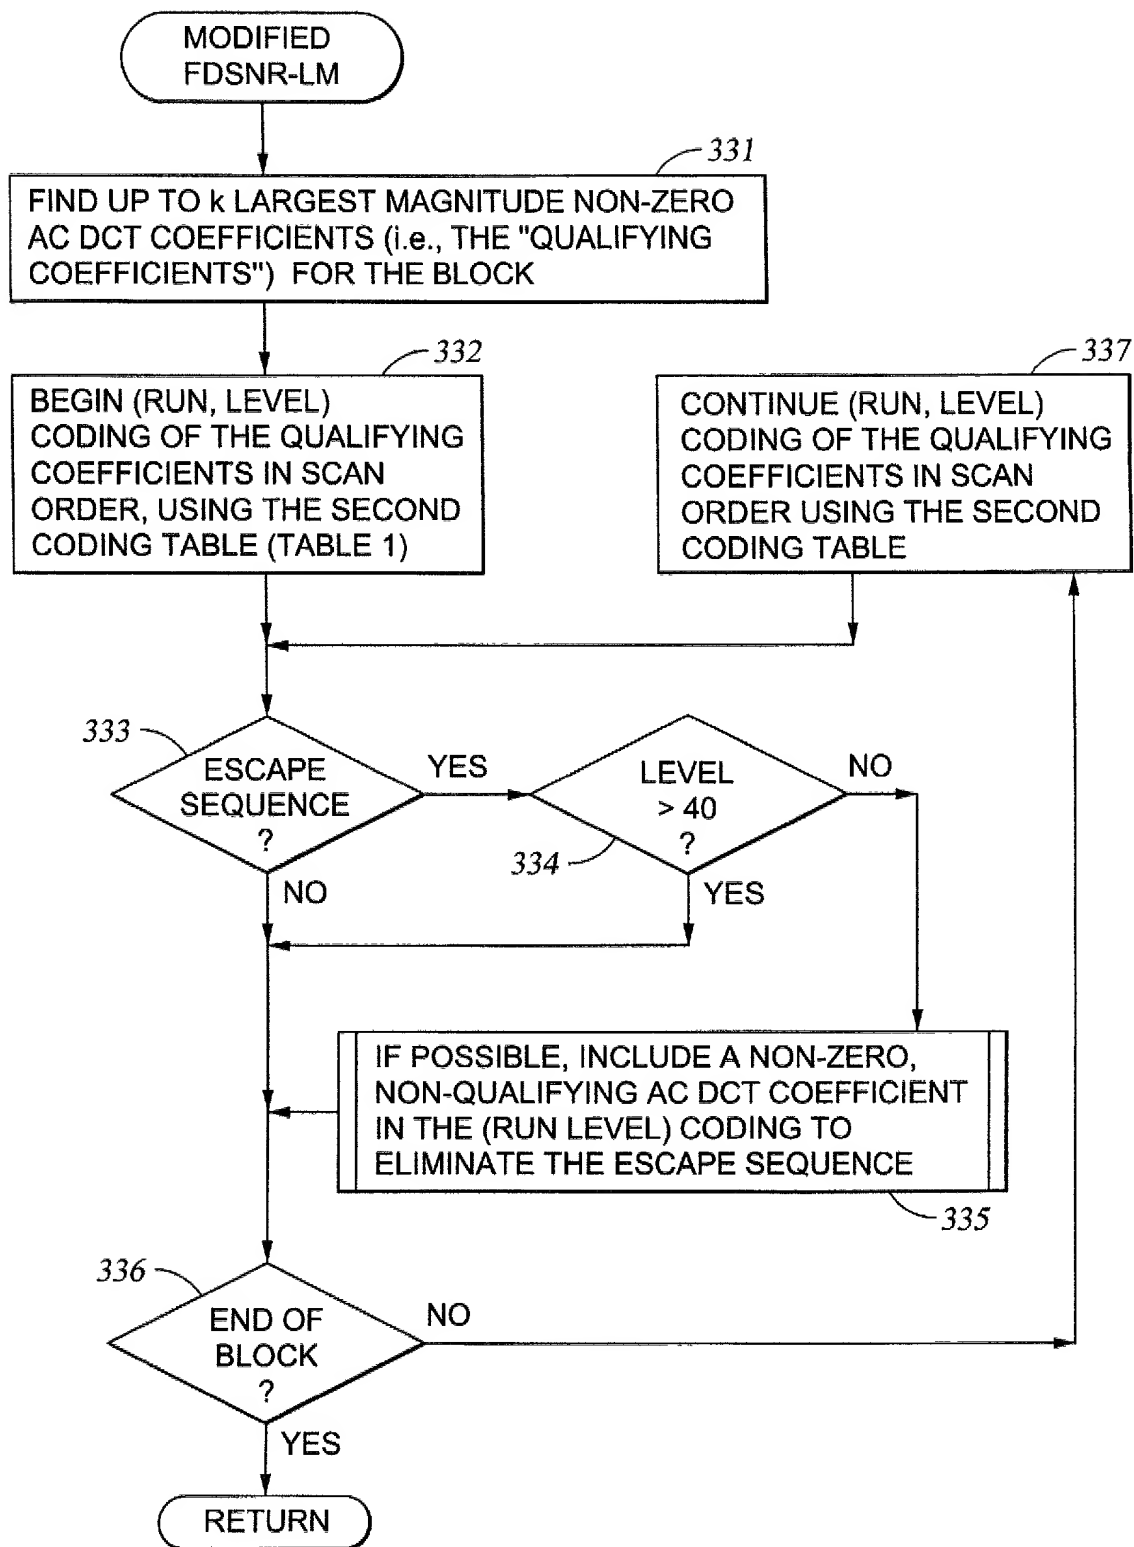 MODIFIED
FDSNR-LM
331
FIND UP TO k LARGEST MAGNITUDE NON-ZERO
AC DCT COEFFICIENTS (i.e., THE "QUALIFYING
COEFFICIENTS") FOR THE BLOCK
332
BEGIN (RUN, LEVEL)
CODING OF THE QUALIFYING
COEFFICIENTS IN SCAN
ORDER, USING THE SECOND
CODING TABLE (TABLE 1)
337
CONTINUE (RUN, LEVEL)
CODING OF THE QUALIFYING
COEFFICIENTS IN SCAN
ORDER USING THE SECOND
CODING TABLE
333
ESCAPE
SEQUENCE
?
YES
NO
LEVEL
> 40
?
334
NO
YES
IF POSSIBLE, INCLUDE A NON-ZERO,
NON-QUALIFYING AC DCT COEFFICIENT
IN THE (RUN LEVEL) CODING TO
ELIMINATE THE ESCAPE SEQUENCE
335
336
END OF
BLOCK
?
NO
YES
RETURN